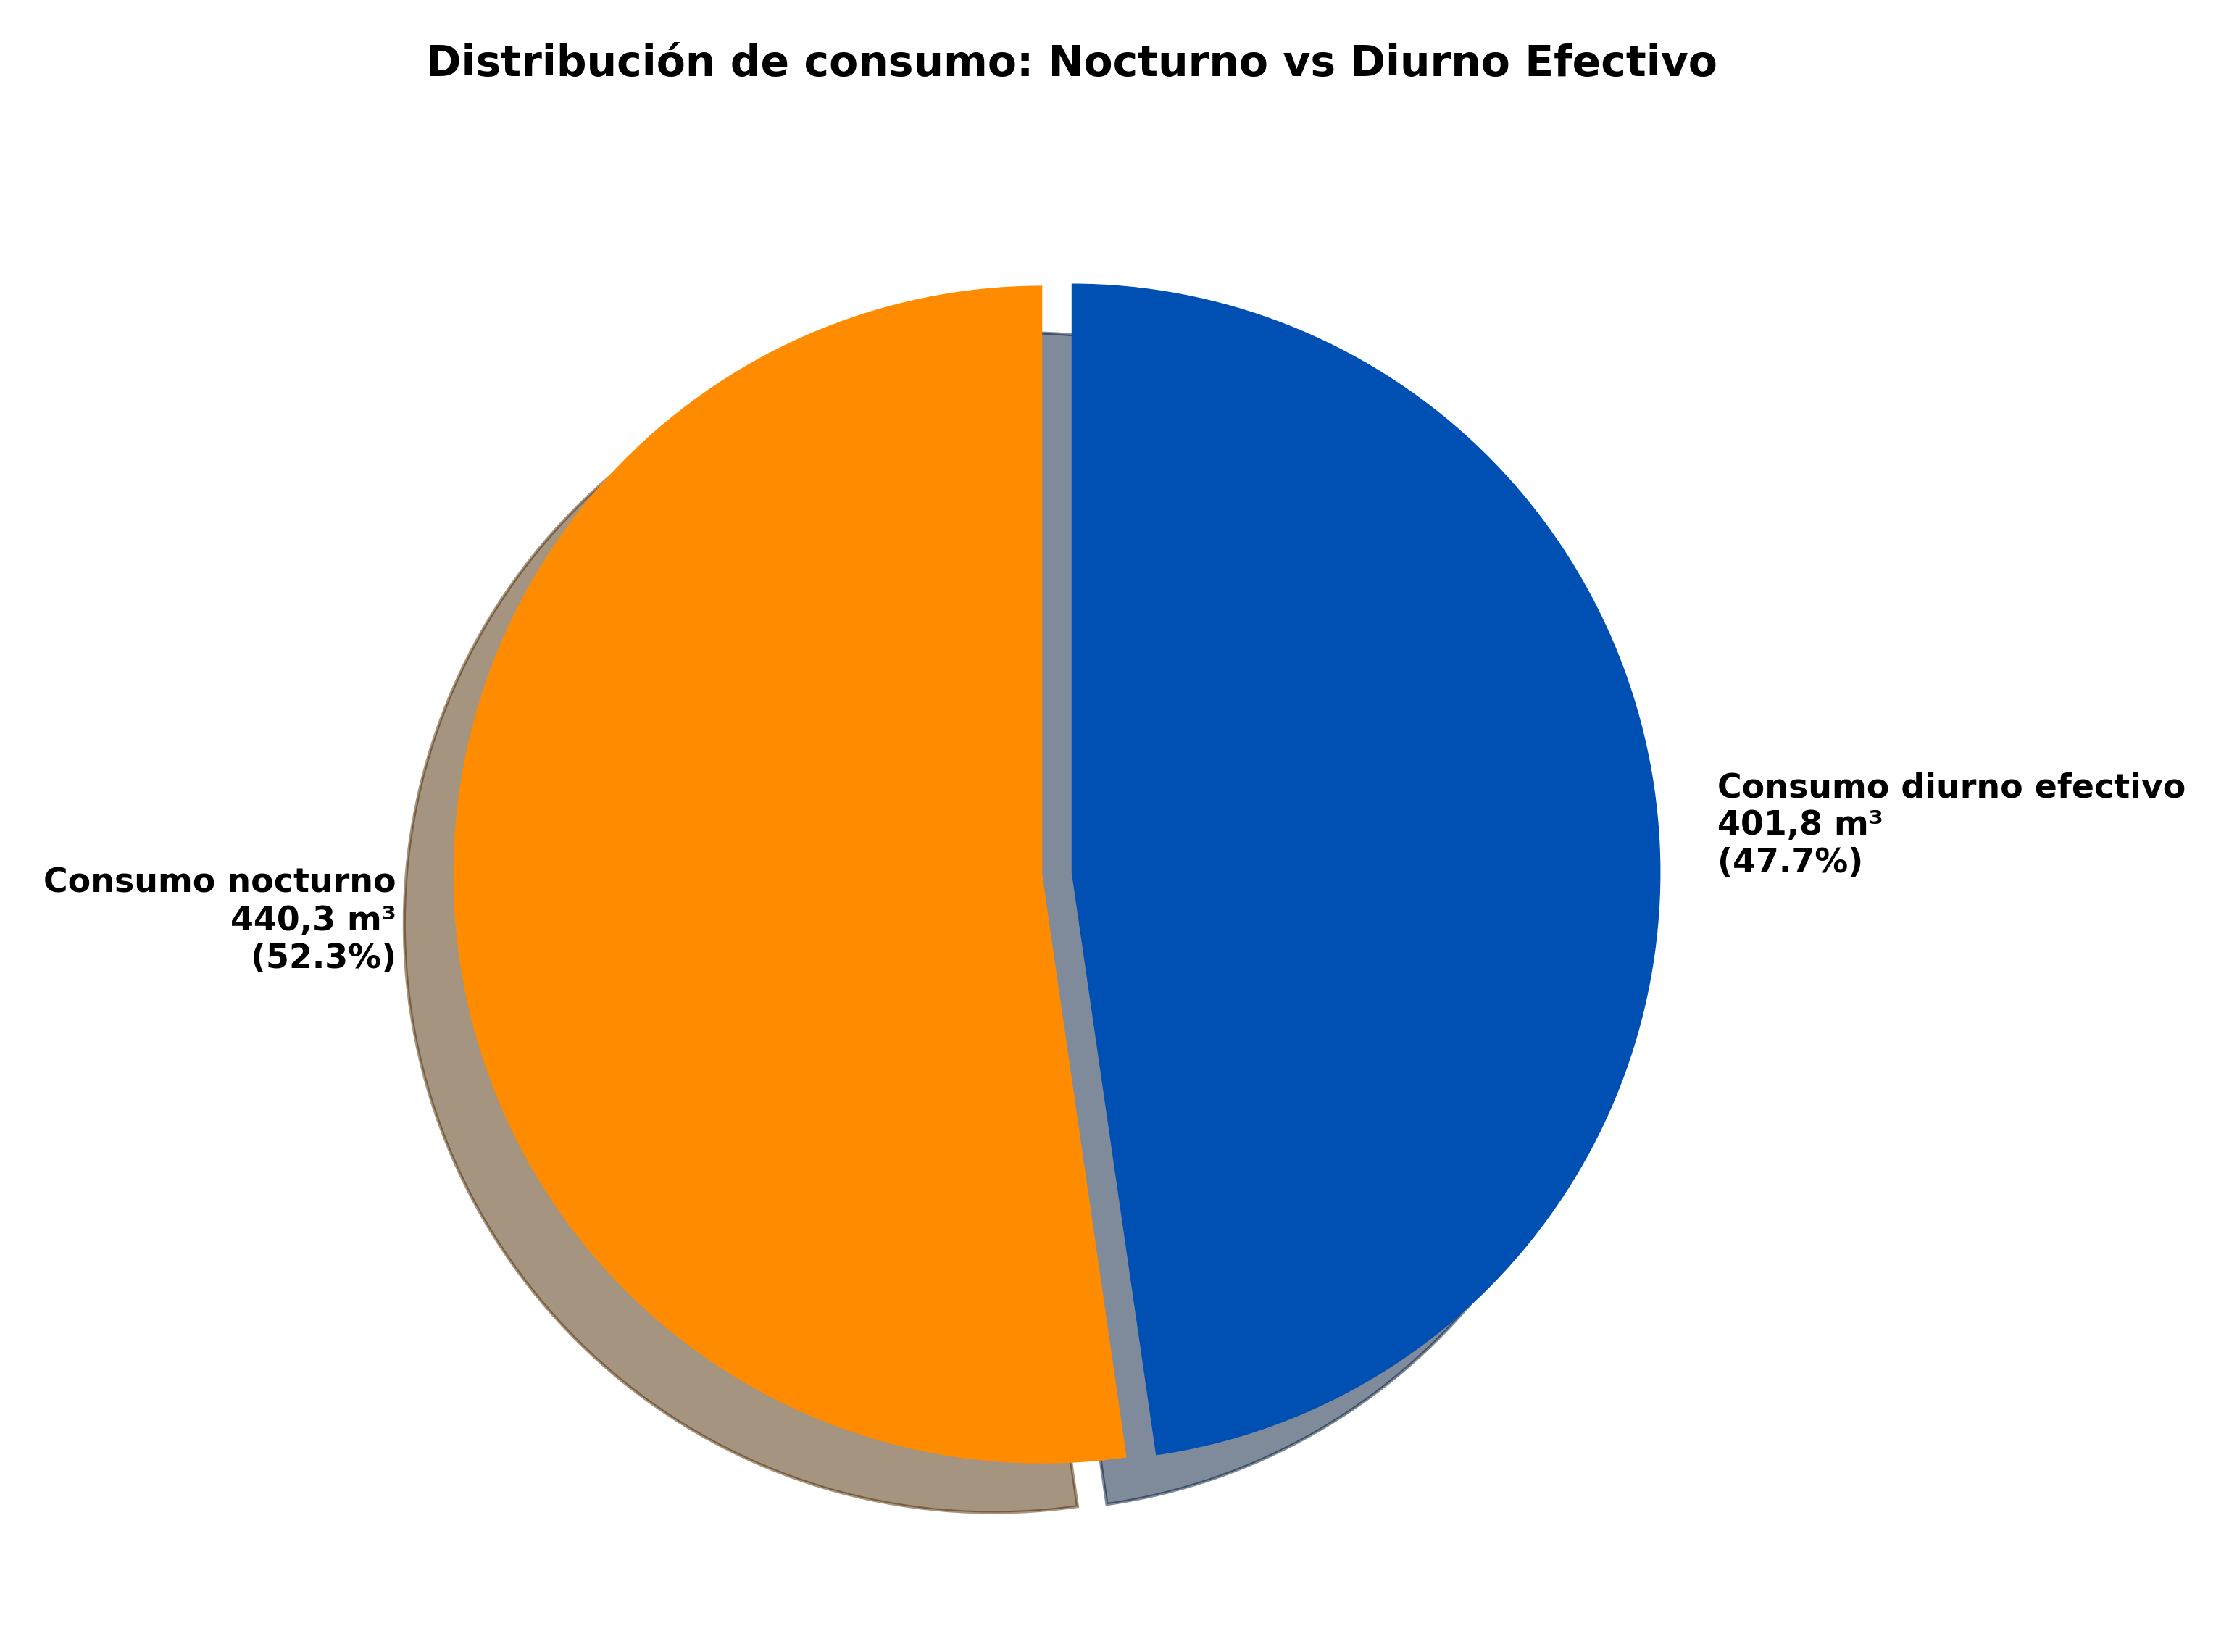 Distribución de consumo: Nocturno vs Diurno Efectivo
Consumo diurno efectivo
401,8 m³
(47.7%)
Consumo nocturno
440,3 m³
(52.3%)